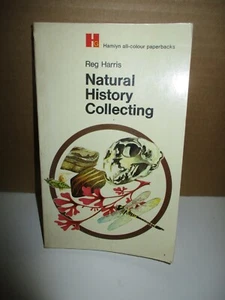 Hamlyn all-colour paperbacks
Reg Harris
Natural
History
Collecting